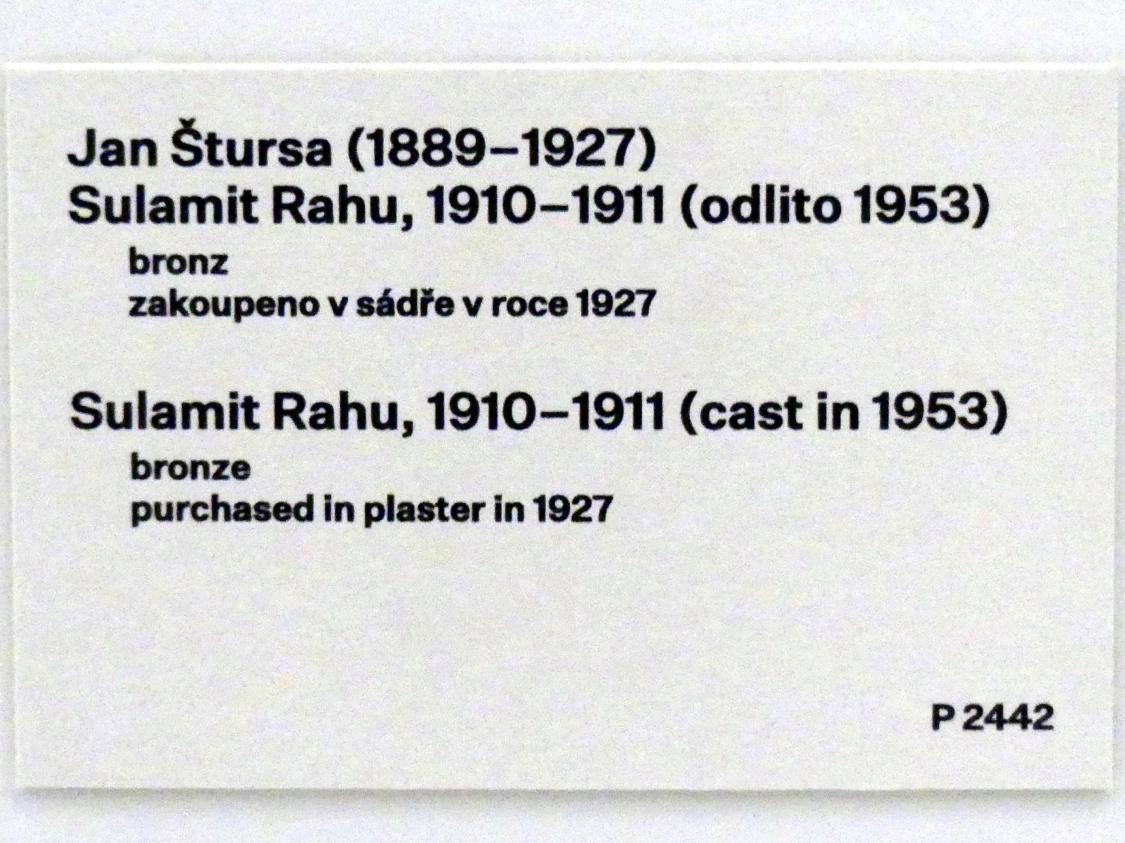 Jan Štursa (1889–1927)
Sulamit Rahu, 1910–1911 (odlito 1953)
bronz
zakoupeno v sádře v roce 1927
Sulamit Rahu, 1910–1911 (cast in 1953)
bronze
purchased in plaster in 1927
P 2442